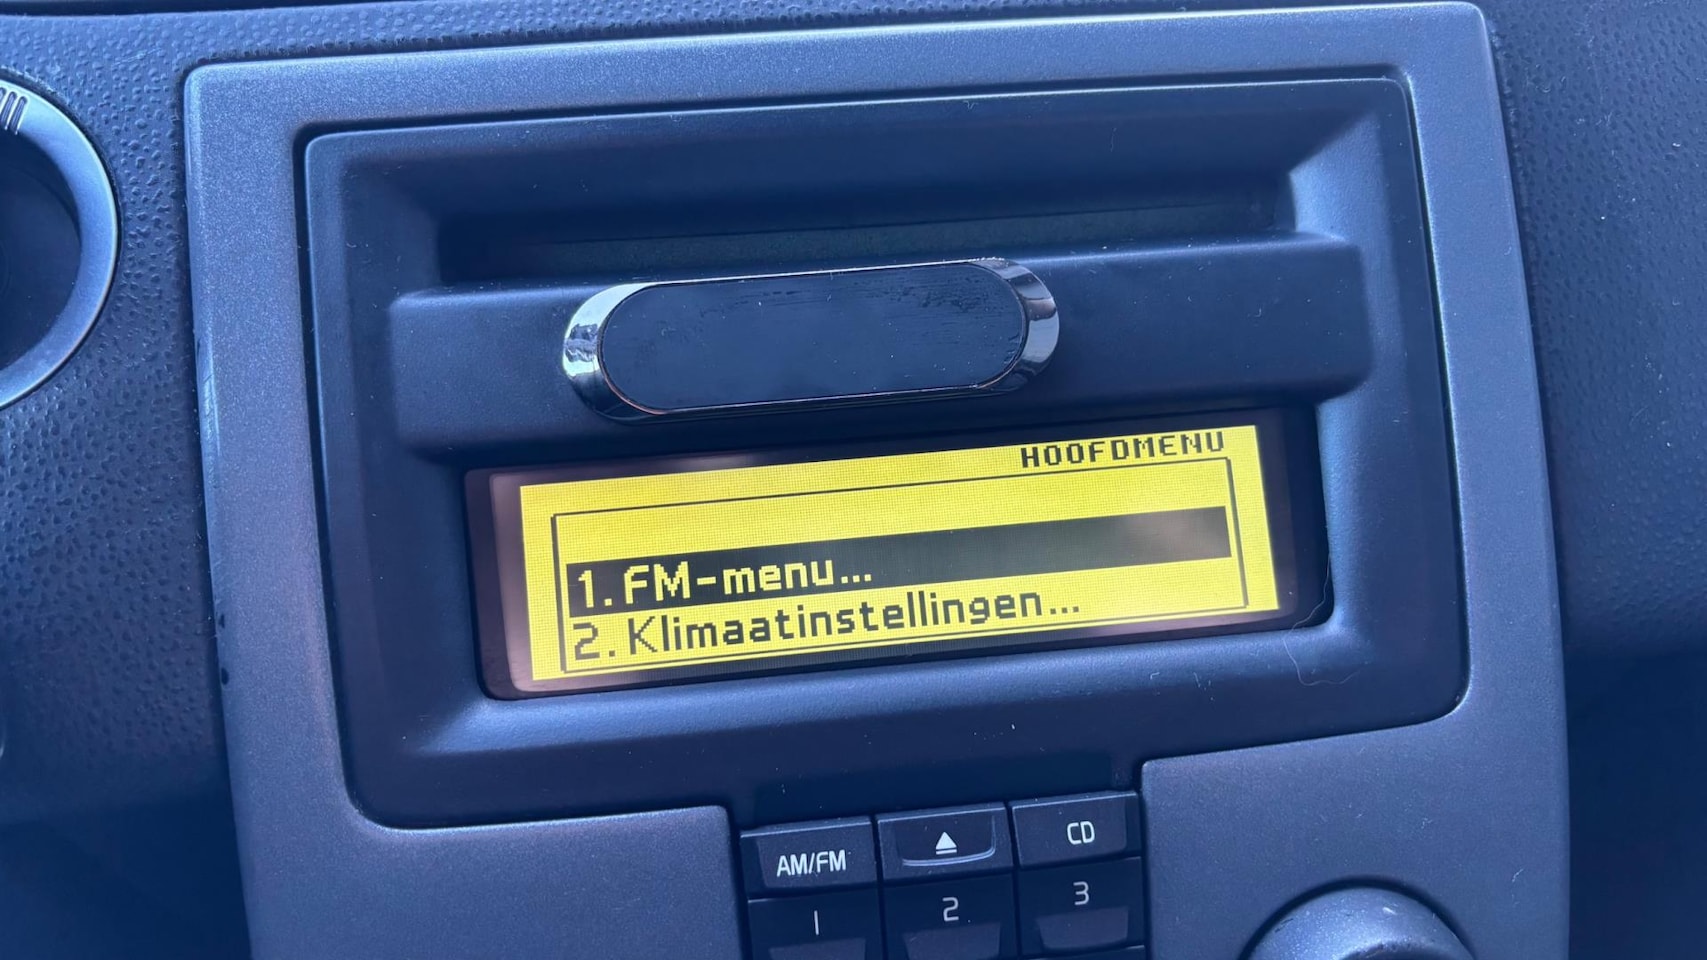 HOOFDMENU
1. FM-menu...
2. Klimaatinstellingen...
AM/FM
CD
1
2
3